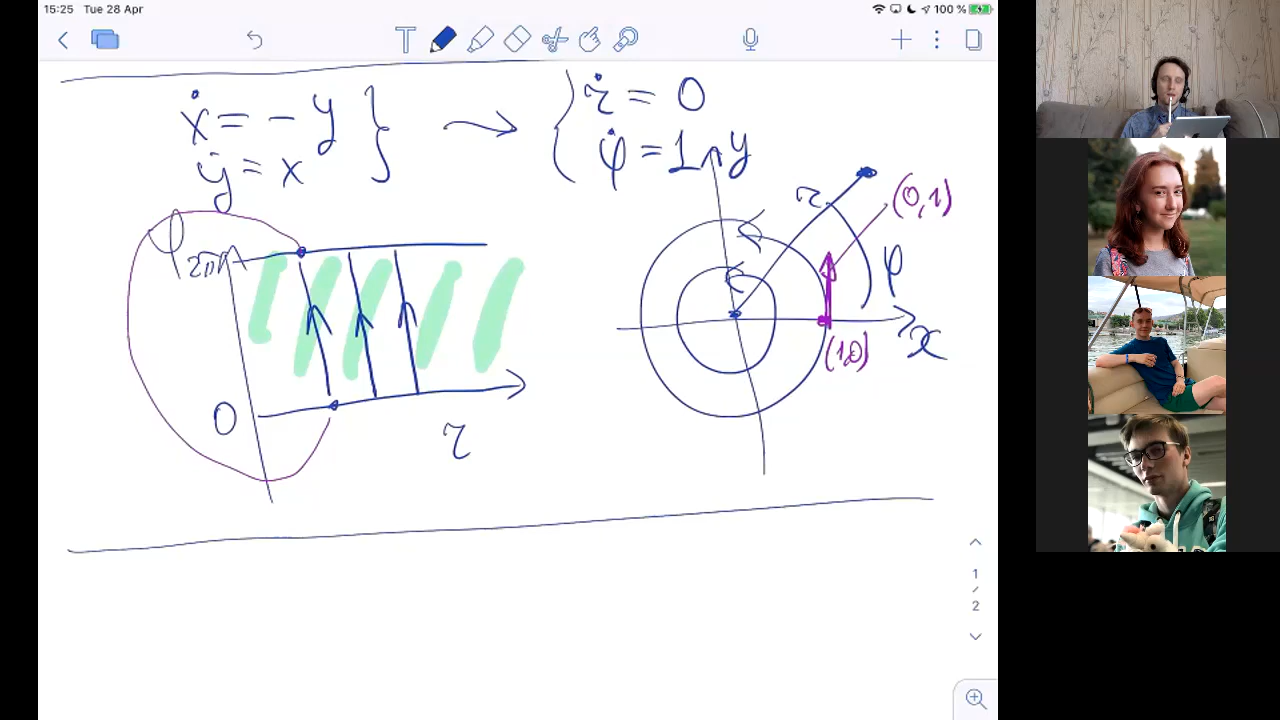 15:25 Tue 28 Apr
100 %
T
ẋ = - y
ẏ = x
ṙ = 0
φ̇ = 1
φ
2π
0
r
y
r
(0,1)
φ
x
(1,0)
1
/
2